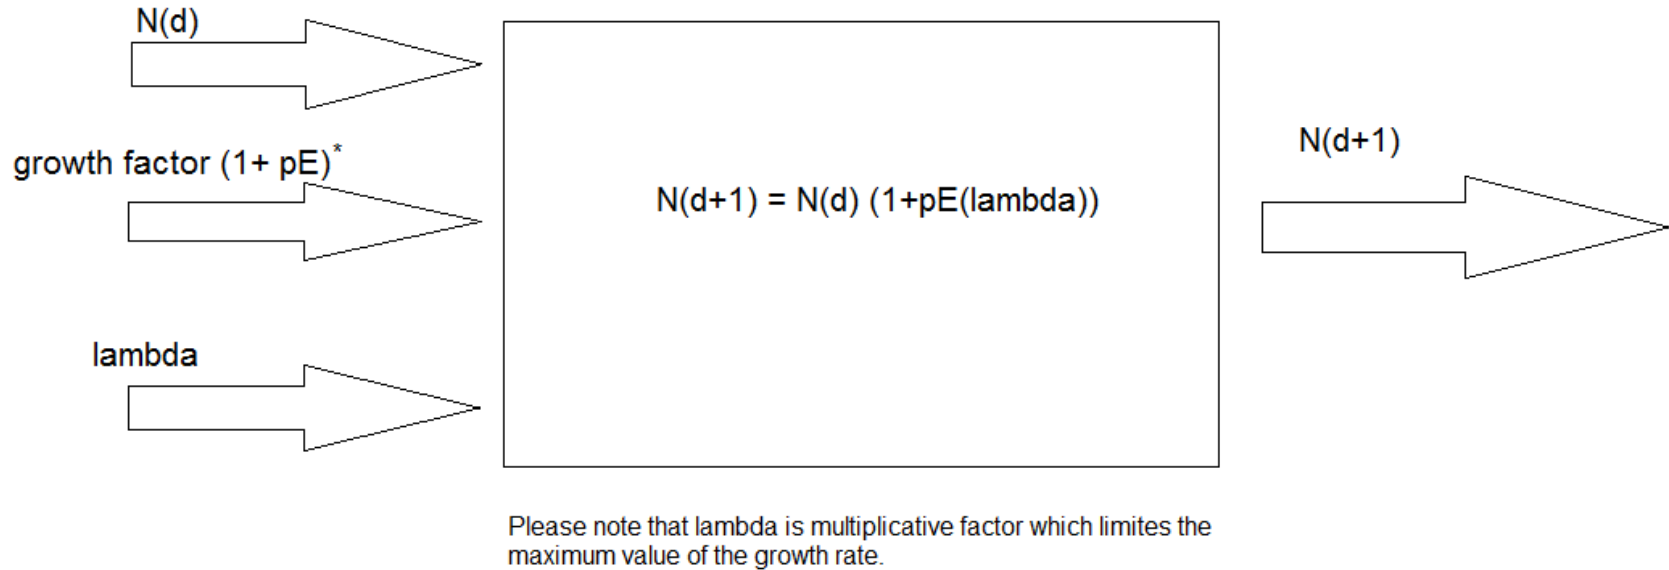 N(d)
growth factor (1+ pE)*
lambda
N(d+1) = N(d) (1+pE(lambda))
N(d+1)
Please note that lambda is multiplicative factor which limites the
maximum value of the growth rate.